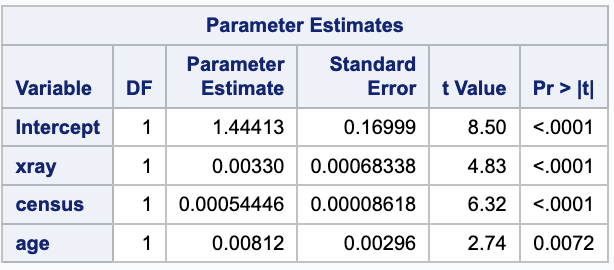 Parameter Estimates
Variable DF Parameter Estimate Standard Error t Value Pr > |t|
Intercept 1 1.44413 0.16999 8.50 <.0001
xray 1 0.00330 0.00068338 4.83 <.0001
census 1 0.00054446 0.00008618 6.32 <.0001
age 1 0.00812 0.00296 2.74 0.0072